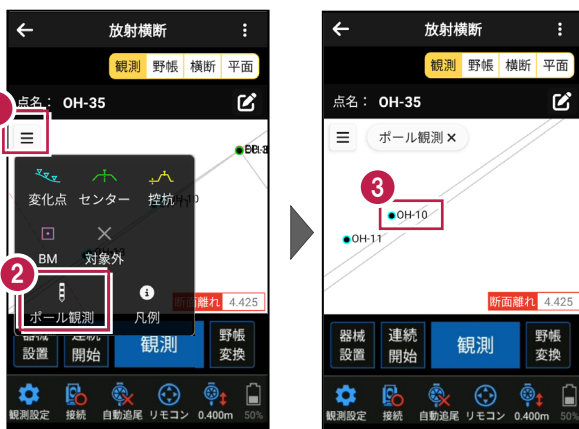 放射横断
観測 野帳 横断 平面
点名： OH-35
変化点 センター 控杭
BM 対象外
2
ポール観測 凡例
断面離れ 4.425
器械設置 連続開始 観測 野帳変換
観測設定 接続 自動追尾 リモコン 0.400m 50%
放射横断
観測 野帳 横断 平面
点名： OH-35
ポール観測 ×
3
OH-10
OH-11
断面離れ 4.425
器械設置 連続開始 観測 野帳変換
観測設定 接続 自動追尾 リモコン 0.400m 50%